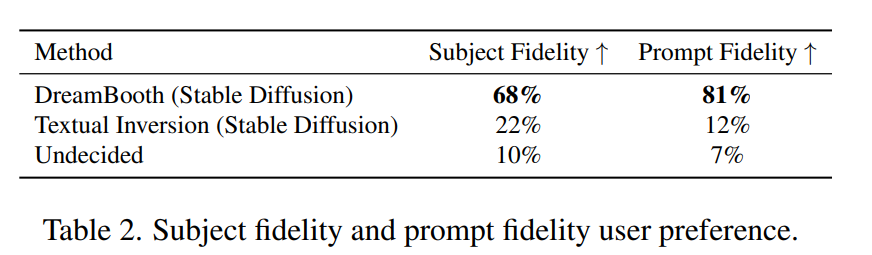 Method Subject Fidelity ↑ Prompt Fidelity ↑
DreamBooth (Stable Diffusion) 68% 81%
Textual Inversion (Stable Diffusion) 22% 12%
Undecided 10% 7%
Table 2. Subject fidelity and prompt fidelity user preference.